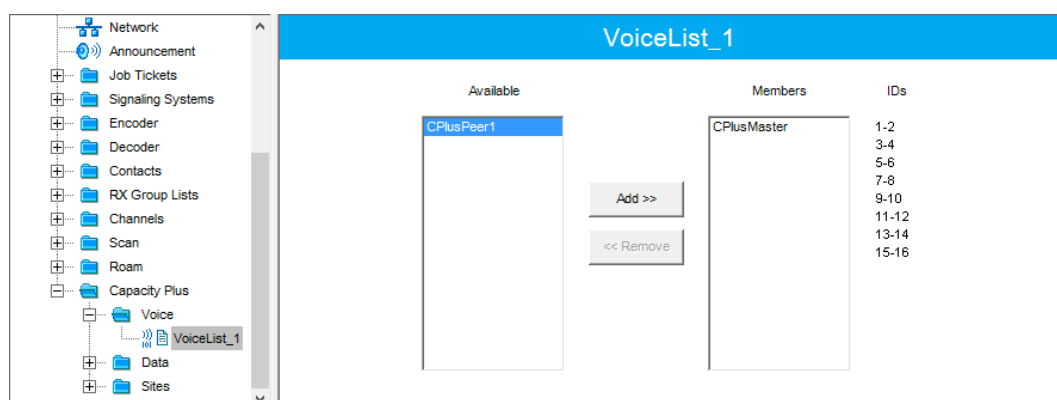 Network
Announcement
Job Tickets
Signaling Systems
Encoder
Decoder
Contacts
RX Group Lists
Channels
Scan
Roam
Capacity Plus
Voice
VoiceList_1
Data
Sites
VoiceList_1
Available
Members
IDs
CPlusPeer1
Add >>
<< Remove
CPlusMaster
1-2
3-4
5-6
7-8
9-10
11-12
13-14
15-16